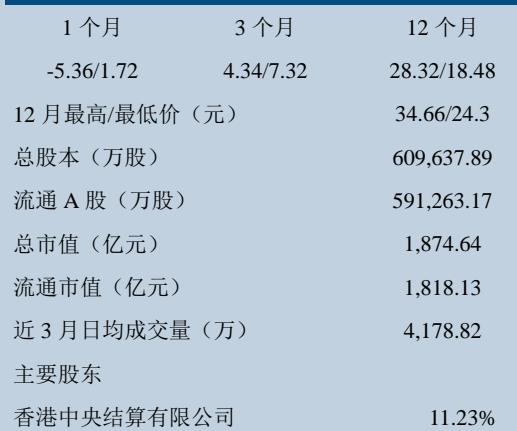 1 个月 3 个月 12 个月
-5.36/1.72 4.34/7.32 28.32/18.48
12 月最高/最低价（元） 34.66/24.3
总股本（万股） 609,637.89
流通 A 股（万股） 591,263.17
总市值（亿元） 1,874.64
流通市值（亿元） 1,818.13
近 3 月日均成交量（万） 4,178.82
主要股东
香港中央结算有限公司 11.23%